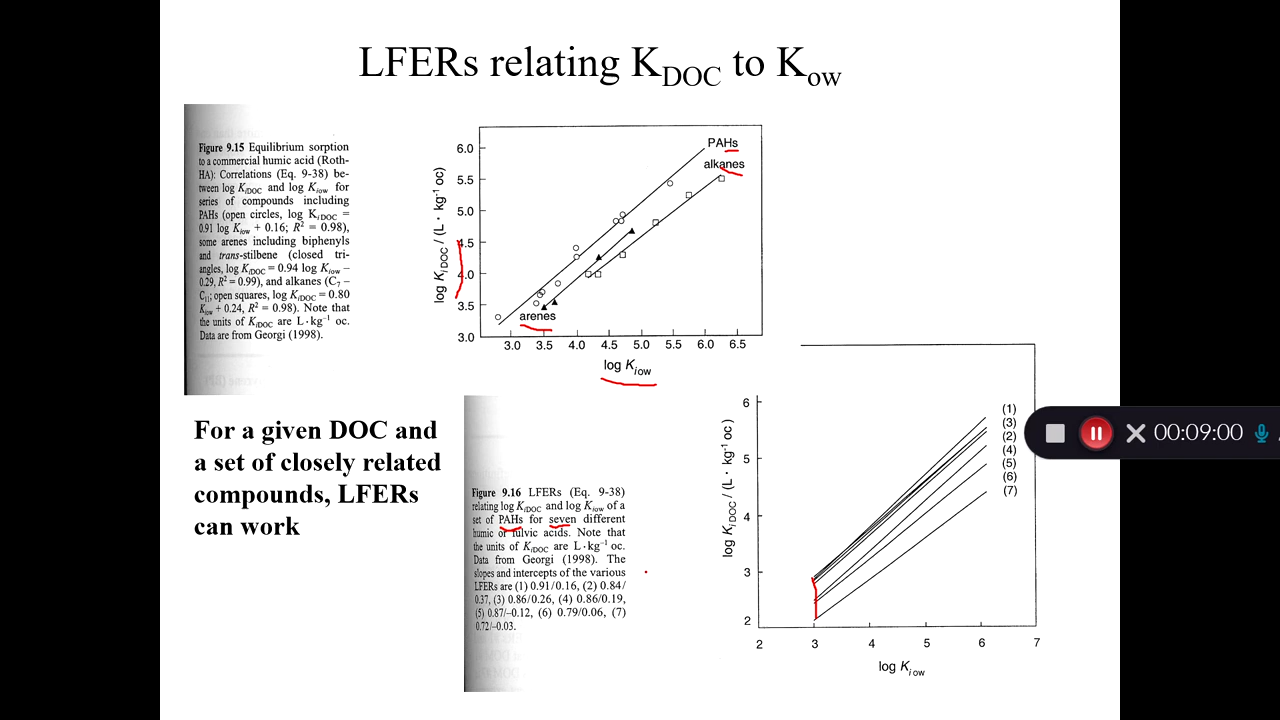 LFERs relating KDOC to Kow
Figure 9.15 Equilibrium sorption
to a commercial humic acid (Roth-
HA): Correlations (Eq. 9-38) be-
tween log KiDOC and log Kiow for
series of compounds including
PAHs (open circles, log KiDOC =
0.91 log Kiow + 0.16; R2 = 0.98),
some arenes including biphenyls
and trans-stilbene (closed tri-
angles, log KiDOC = 0.94 log Kiow –
0.29, R2 = 0.99), and alkanes (C7 –
C11; open squares, log KiDOC = 0.80
Kiow + 0.24, R2 = 0.98). Note that
the units of KiDOC are L·kg-1 oc.
Data are from Georgi (1998).
log KiDOC / (L · kg-1 oc)
6.0
5.5
5.0
4.5
4.0
3.5
3.0
PAHs
alkanes
arenes
3.0 3.5 4.0 4.5 5.0 5.5 6.0 6.5
log Kiow
For a given DOC and
a set of closely related
compounds, LFERs
can work
Figure 9.16 LFERs (Eq. 9-38)
relating log KiDOC and log Kiow of a
set of PAHs for seven different
humic or fulvic acids. Note that
the units of KiDOC are L·kg-1 oc.
Data from Georgi (1998). The
slopes and intercepts of the various
LFERs are (1) 0.91/0.16, (2) 0.84/
0.37, (3) 0.86/0.26, (4) 0.86/0.19,
(5) 0.87/–0.12, (6) 0.79/0.06, (7)
0.72/–0.03.
log KiDOC / (L · kg-1 oc)
6
5
4
3
2
(1)
(3)
(2)
(4)
(5)
(6)
(7)
2 3 4 5 6 7
log Kiow
00:09:00